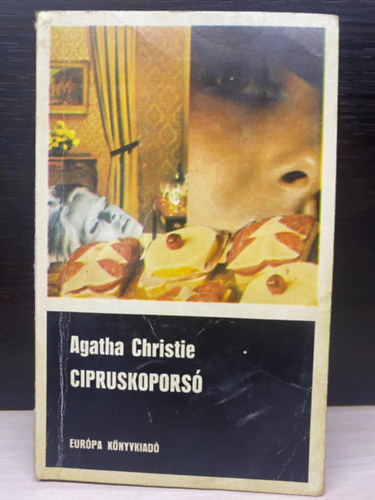 Agatha Christie
CIPRUSKOPORSÓ
EURÓPA KÖNYVKIADÓ